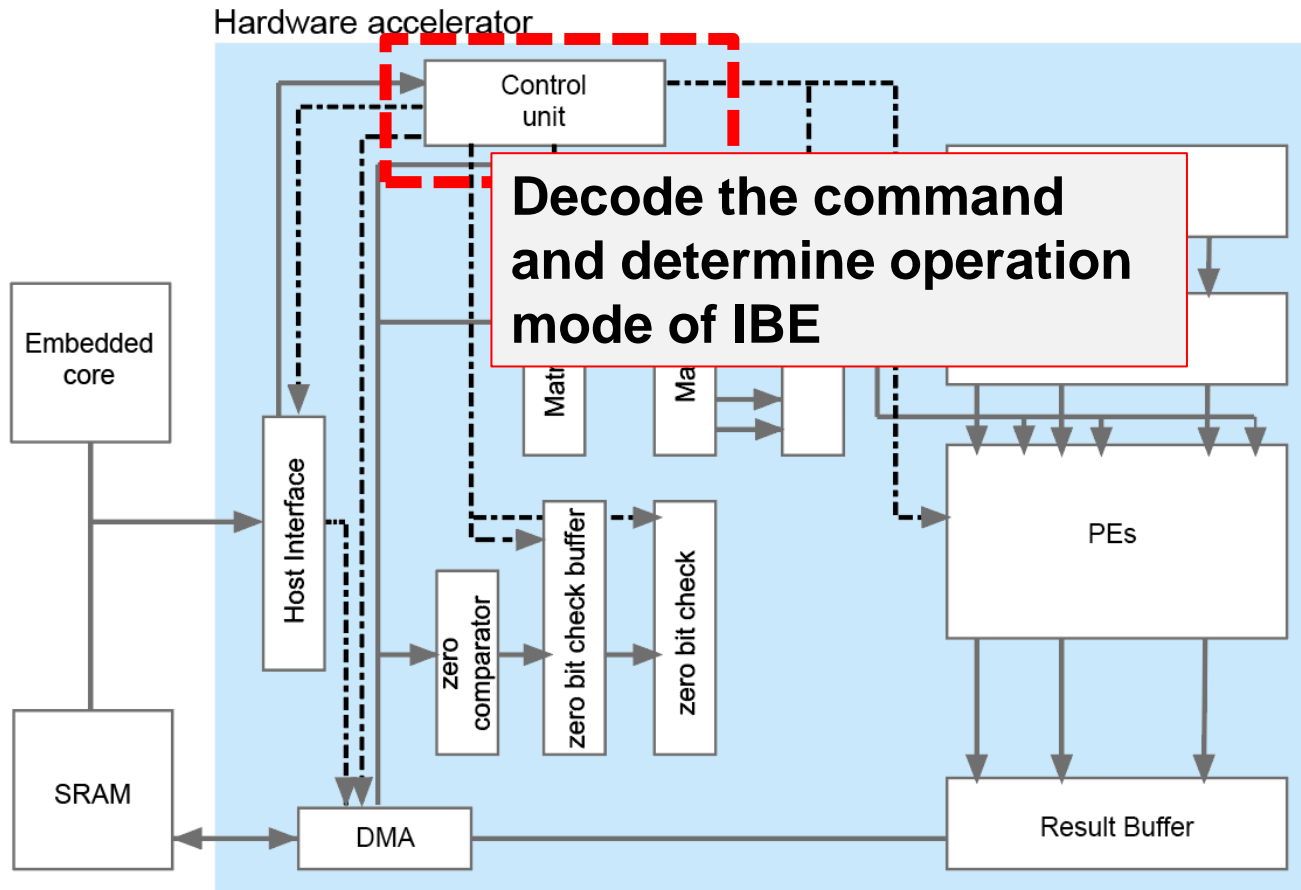 Hardware accelerator
Control
unit
Decode the command
and determine operation
mode of IBE
Embedded
core
Host Interface
zero
comparator
zero bit check buffer
zero bit check
PEs
SRAM
DMA
Result Buffer